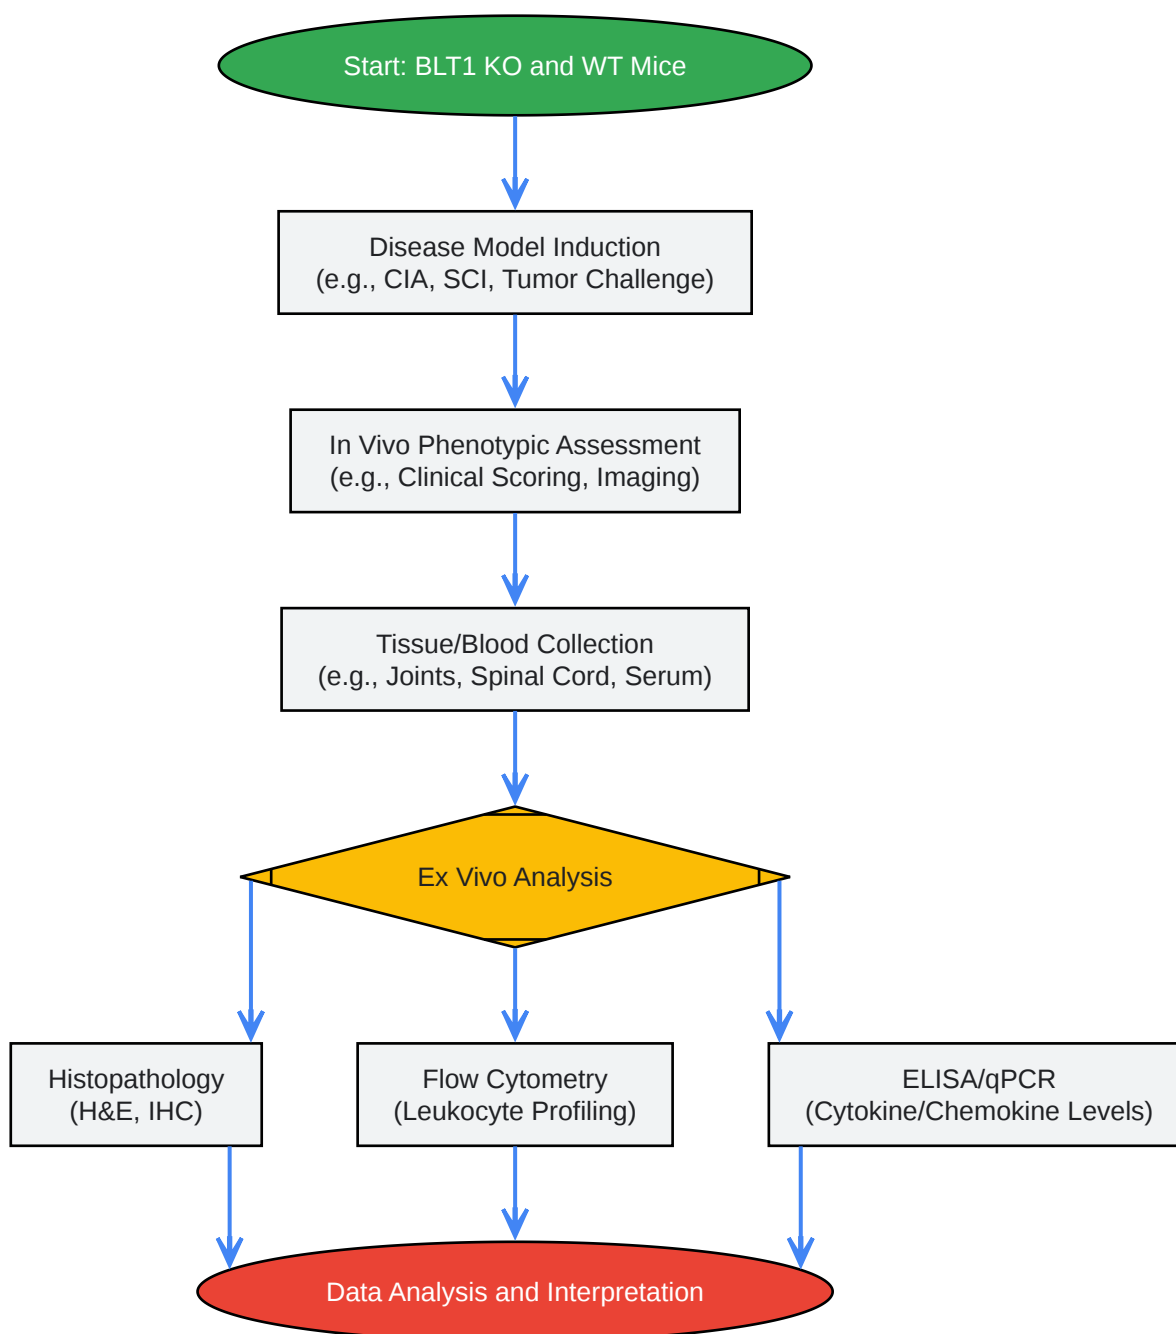 Start: BLT1 KO and WT Mice
Disease Model Induction
(e.g., CIA, SCI, Tumor Challenge)
In Vivo Phenotypic Assessment
(e.g., Clinical Scoring, Imaging)
Tissue/Blood Collection
(e.g., Joints, Spinal Cord, Serum)
Ex Vivo Analysis
Histopathology
(H&E, IHC)
Flow Cytometry
(Leukocyte Profiling)
ELISA/qPCR
(Cytokine/Chemokine Levels)
Data Analysis and Interpretation